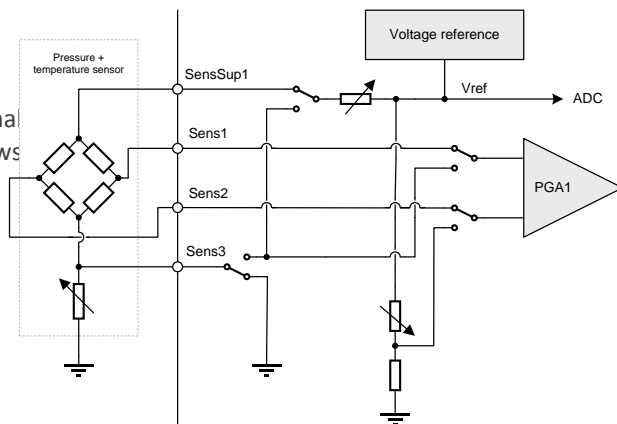 Voltage reference
Pressure +
temperature sensor
SensSup1
Vref
ADC
Sens1
PGA1
Sens2
Sens3